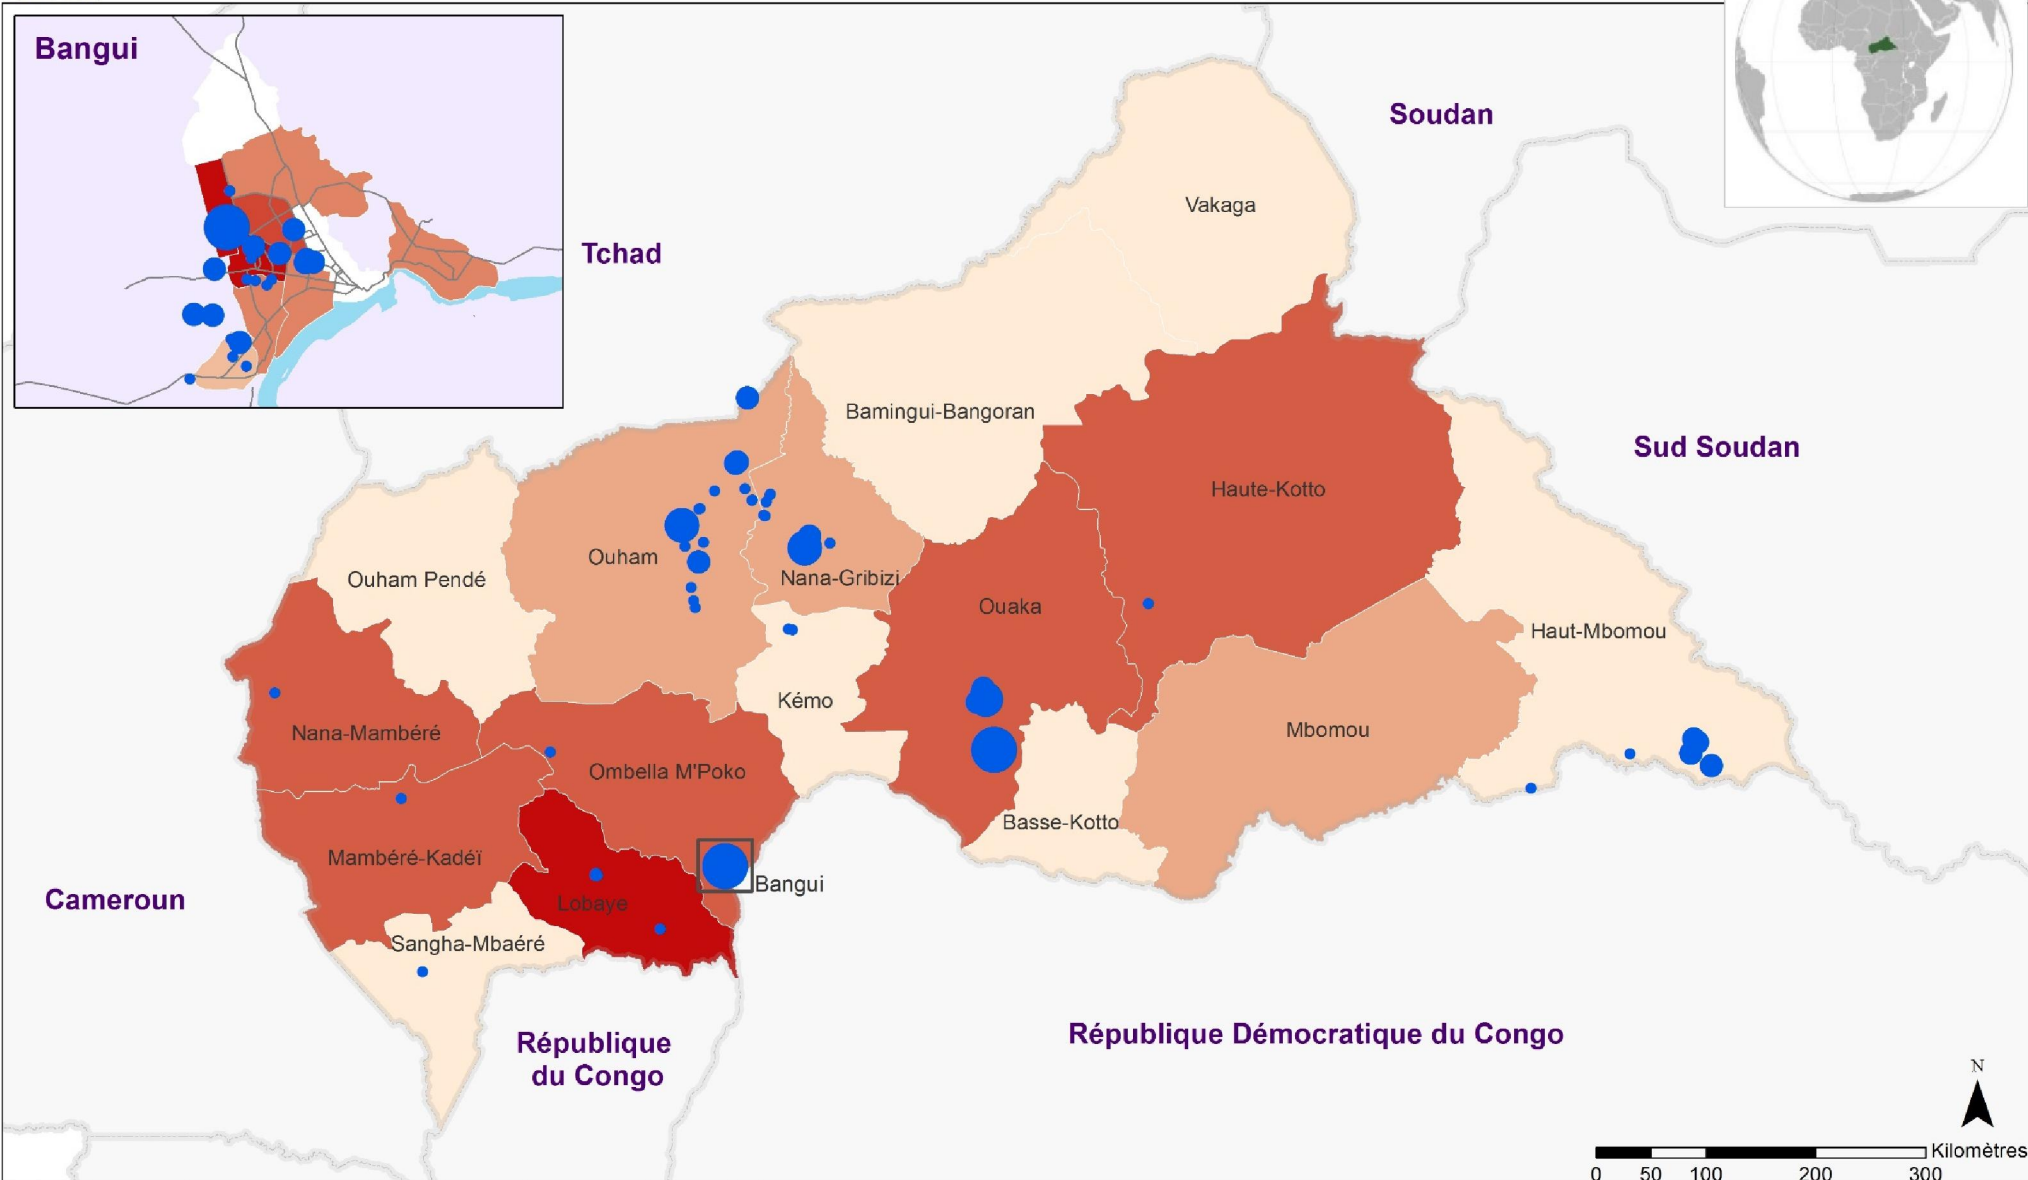 Bangui
Soudan
Vakaga
Tchad
Bamingui-Bangoran
Sud Soudan
Haute-Kotto
Ouham
Ouham Pendé
Nana-Gribizi
Ouaka
Haut-Mbomou
Kémo
Nana-Mambéré
Mbomou
Ombella M'Poko
Basse-Kotto
Mambéré-Kadéï
Bangui
Cameroun
Lobaye
Sangha-Mbaéré
République
du Congo
République Démocratique du Congo
N
Kilomètres
0 50 100 200 300